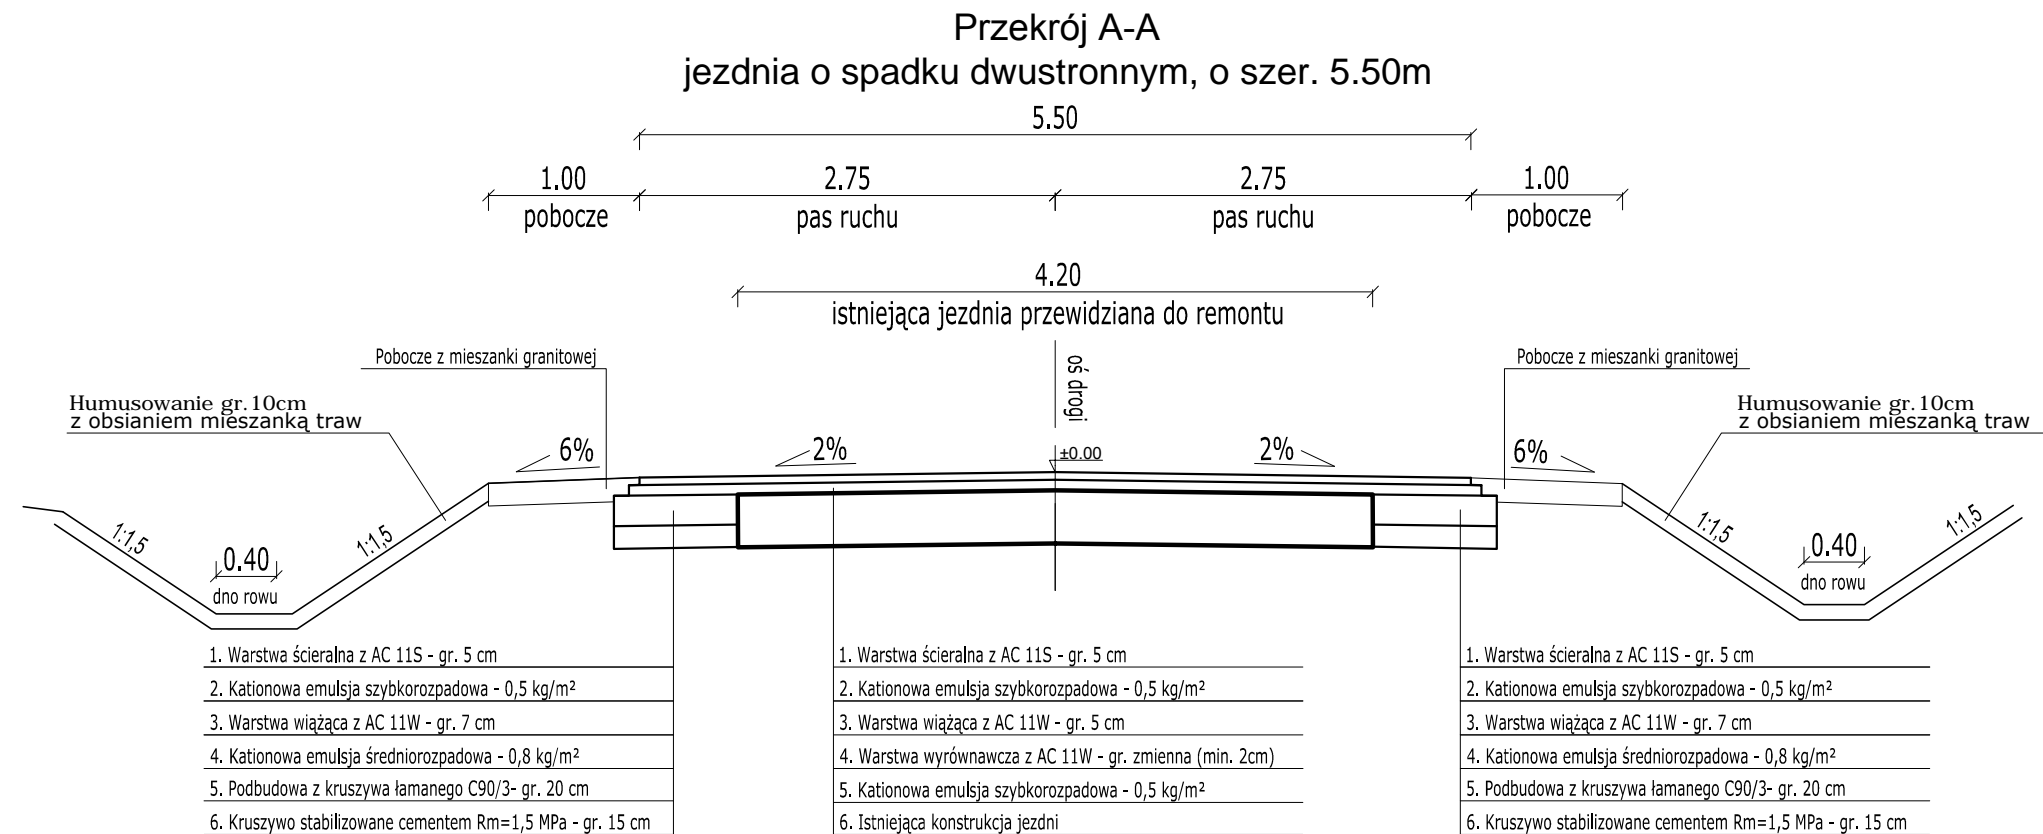 Przekrój A-A
jezdnia o spadku dwustronnym, o szer. 5.50m
5.50
1.00
2.75
2.75
1.00
pobocze
pas ruchu
pas ruchu
pobocze
4.20
istniejąca jezdnia przewidziana do remontu
Pobocze z mieszanki granitowej
oś drogi
Pobocze z mieszanki granitowej
Humusowanie gr.10cm
z obsianiem mieszanką traw
Humusowanie gr.10cm
z obsianiem mieszanką traw
6%
2%
±0.00
2%
6%
1:1,5
0.40
dno rowu
1:1,5
1:1,5
0.40
dno rowu
1:1,5
1. Warstwa ścieralna z AC 11S - gr. 5 cm
2. Kationowa emulsja szybkorozpadowa - 0,5 kg/m²
3. Warstwa wiążąca z AC 11W - gr. 7 cm
4. Kationowa emulsja średniorozpadowa - 0,8 kg/m²
5. Podbudowa z kruszywa łamanego C90/3- gr. 20 cm
6. Kruszywo stabilizowane cementem Rm=1,5 MPa - gr. 15 cm
1. Warstwa ścieralna z AC 11S - gr. 5 cm
2. Kationowa emulsja szybkorozpadowa - 0,5 kg/m²
3. Warstwa wiążąca z AC 11W - gr. 5 cm
4. Warstwa wyrównawcza z AC 11W - gr. zmienna (min. 2cm)
5. Kationowa emulsja szybkorozpadowa - 0,5 kg/m²
6. Istniejąca konstrukcja jezdni
1. Warstwa ścieralna z AC 11S - gr. 5 cm
2. Kationowa emulsja szybkorozpadowa - 0,5 kg/m²
3. Warstwa wiążąca z AC 11W - gr. 7 cm
4. Kationowa emulsja średniorozpadowa - 0,8 kg/m²
5. Podbudowa z kruszywa łamanego C90/3- gr. 20 cm
6. Kruszywo stabilizowane cementem Rm=1,5 MPa - gr. 15 cm